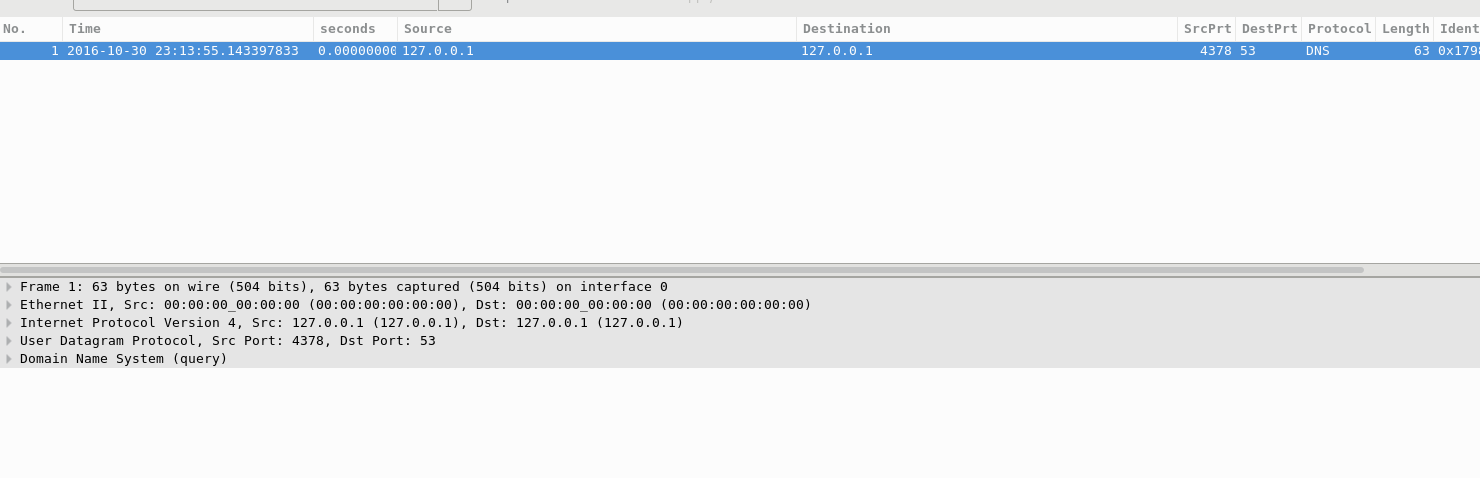 No. Time seconds Source Destination SrcPrt DestPrt Protocol Length Ident
1 2016-10-30 23:13:55.143397833 0.00000000 127.0.0.1 127.0.0.1 4378 53 DNS 63 0x179
Frame 1: 63 bytes on wire (504 bits), 63 bytes captured (504 bits) on interface 0
Ethernet II, Src: 00:00:00_00:00:00 (00:00:00:00:00:00), Dst: 00:00:00_00:00:00 (00:00:00:00:00:00)
Internet Protocol Version 4, Src: 127.0.0.1 (127.0.0.1), Dst: 127.0.0.1 (127.0.0.1)
User Datagram Protocol, Src Port: 4378, Dst Port: 53
Domain Name System (query)